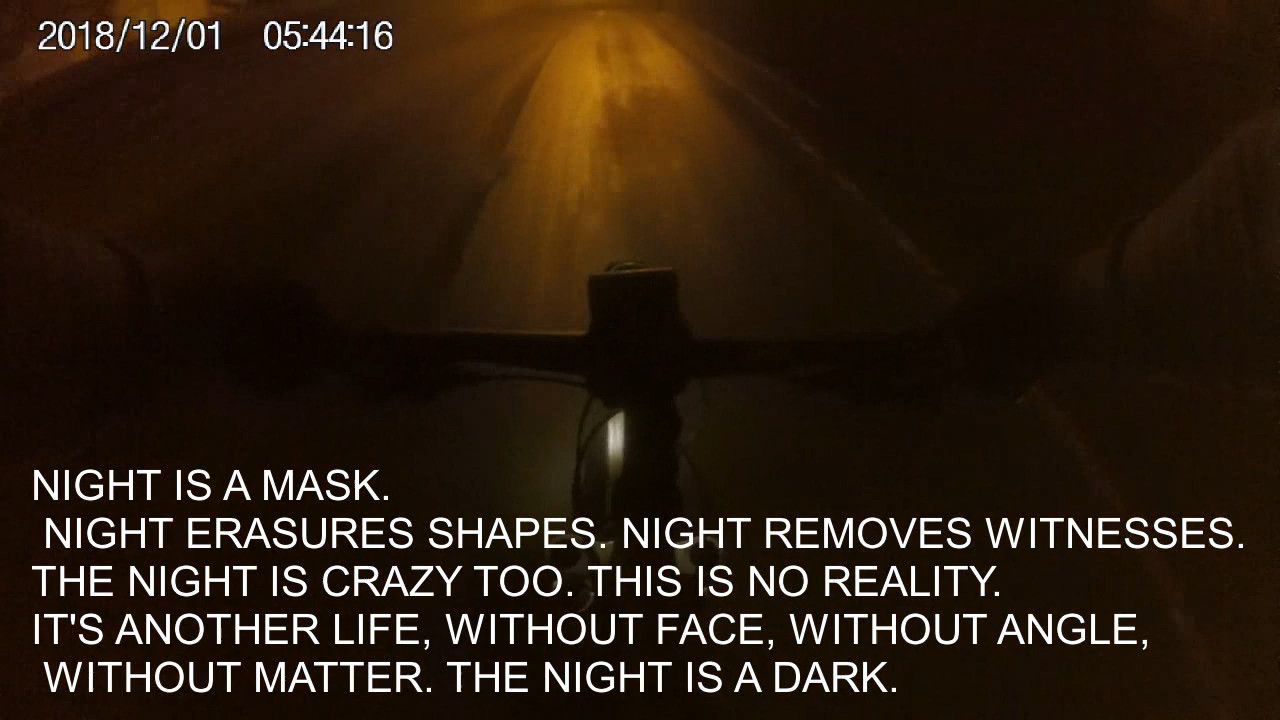 2018/12/01 05:44:16
NIGHT IS A MASK.
NIGHT ERASURES SHAPES. NIGHT REMOVES WITNESSES.
THE NIGHT IS CRAZY TOO. THIS IS NO REALITY.
IT'S ANOTHER LIFE, WITHOUT FACE, WITHOUT ANGLE,
WITHOUT MATTER. THE NIGHT IS A DARK.